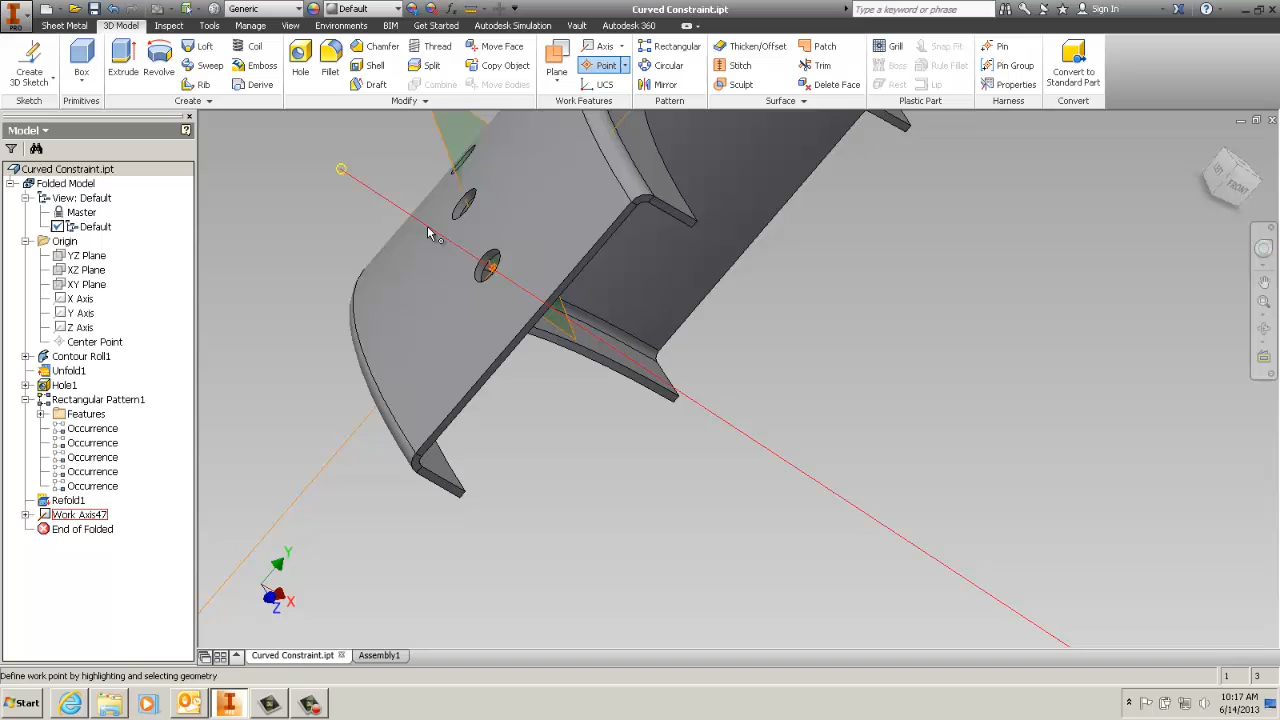 Generic Default Curved Constraint.ipt Type a keyword or phrase Sign In
PRO Sheet Metal 3D Model Inspect Tools Manage View Environments BIM Get Started Autodesk Simulation Vault Autodesk 360
Create 3D Sketch Box Extrude Revolve Loft Coil Hole Fillet Chamfer Thread Move Face Plane Axis Rectangular Thicken/Offset Patch Grill Snap Fit Pin Convert to Standard Part
Sweep Emboss Shell Split Copy Object Point Circular Stitch Trim Boss Rule Fillet Pin Group
Rib Derive Draft Combine Move Bodies UCS Mirror Sculpt Delete Face Rest Lip Properties
Sketch Primitives Create Modify Work Features Pattern Surface Plastic Part Harness Convert
Model
Curved Constraint.ipt
Folded Model
View: Default
Master
Default
Origin
YZ Plane
XZ Plane
XY Plane
X Axis
Y Axis
Z Axis
Center Point
Contour Roll1
Unfold1
Hole1
Rectangular Pattern1
Features
Occurrence
Occurrence
Occurrence
Occurrence
Occurrence
Refold1
Work Axis47
End of Folded
FRONT
Y
X
Z
Curved Constraint.ipt Assembly1
Define work point by highlighting and selecting geometry 1 3
Start 10:17 AM
6/14/2013